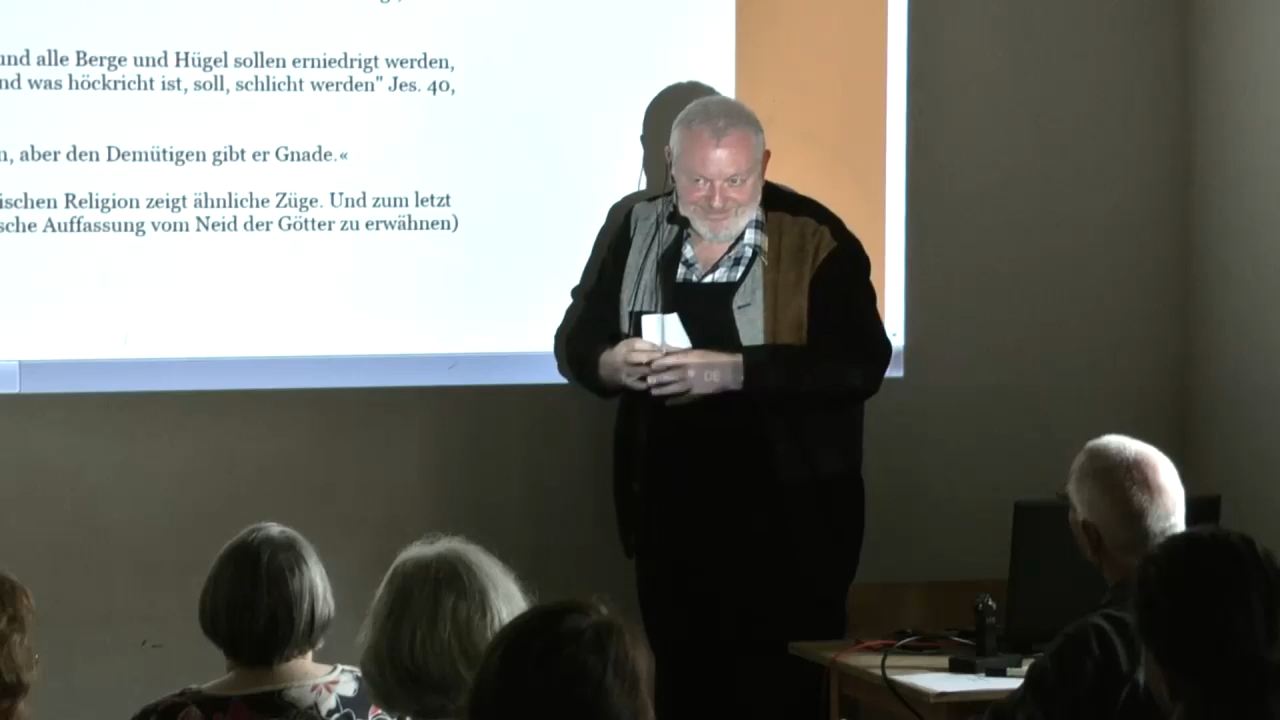 und alle Berge und Hügel sollen erniedrigt werden,
nd was höckricht ist, soll, schlicht werden" Jes. 40,
n, aber den Demütigen gibt er Gnade.«
ischen Religion zeigt ähnliche Züge. Und zum letzt
sche Auffassung vom Neid der Götter zu erwähnen)
DE